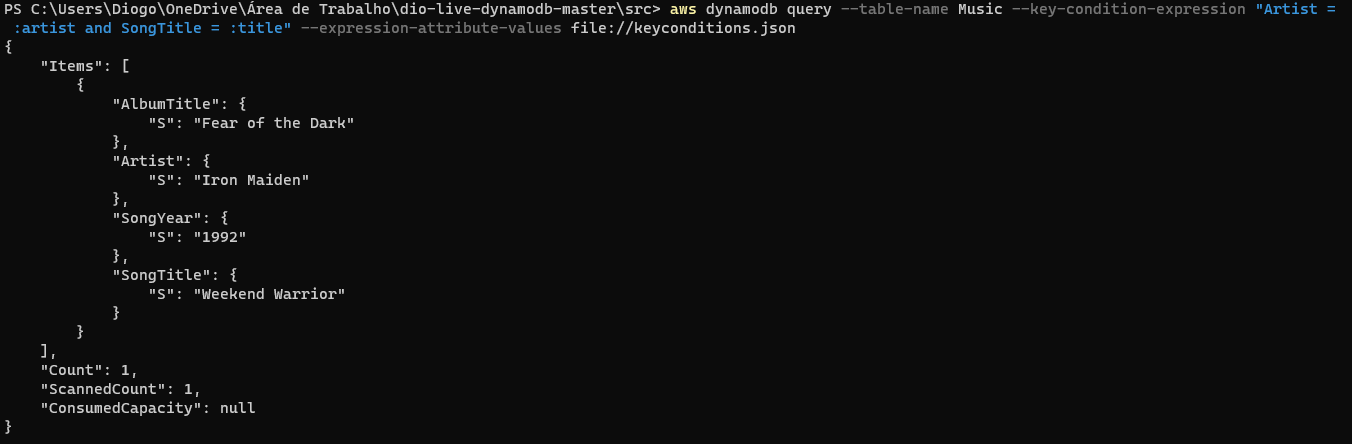 PS C:\Users\Diogo\OneDrive\Área de Trabalho\dio-live-dynamodb-master\src> aws dynamodb query --table-name Music --key-condition-expression "Artist =
 :artist and SongTitle = :title" --expression-attribute-values file://keyconditions.json
{
    "Items": [
        {
            "AlbumTitle": {
                "S": "Fear of the Dark"
            },
            "Artist": {
                "S": "Iron Maiden"
            },
            "SongYear": {
                "S": "1992"
            },
            "SongTitle": {
                "S": "Weekend Warrior"
            }
        }
    ],
    "Count": 1,
    "ScannedCount": 1,
    "ConsumedCapacity": null
}